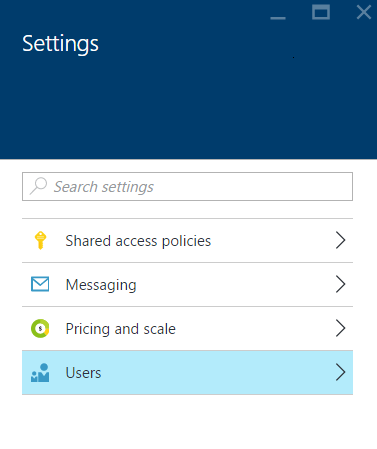 Settings
Search settings
Shared access policies
Messaging
Pricing and scale
Users